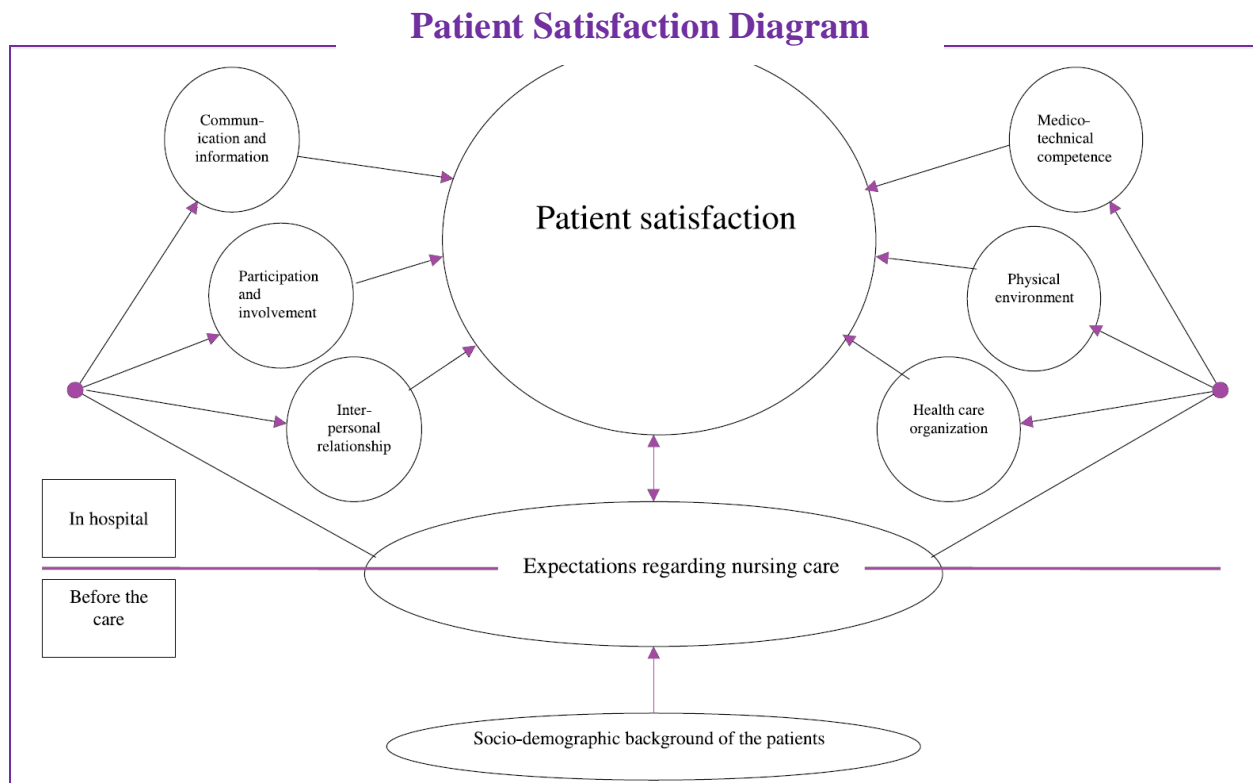 Patient Satisfaction Diagram
Commun-
ication and
information
Medico-
technical
competence
Patient satisfaction
Participation
and
involvement
Physical
environment
Inter-
personal
relationship
Health care
organization
In hospital
Expectations regarding nursing care
Before the
care
Socio-demographic background of the patients